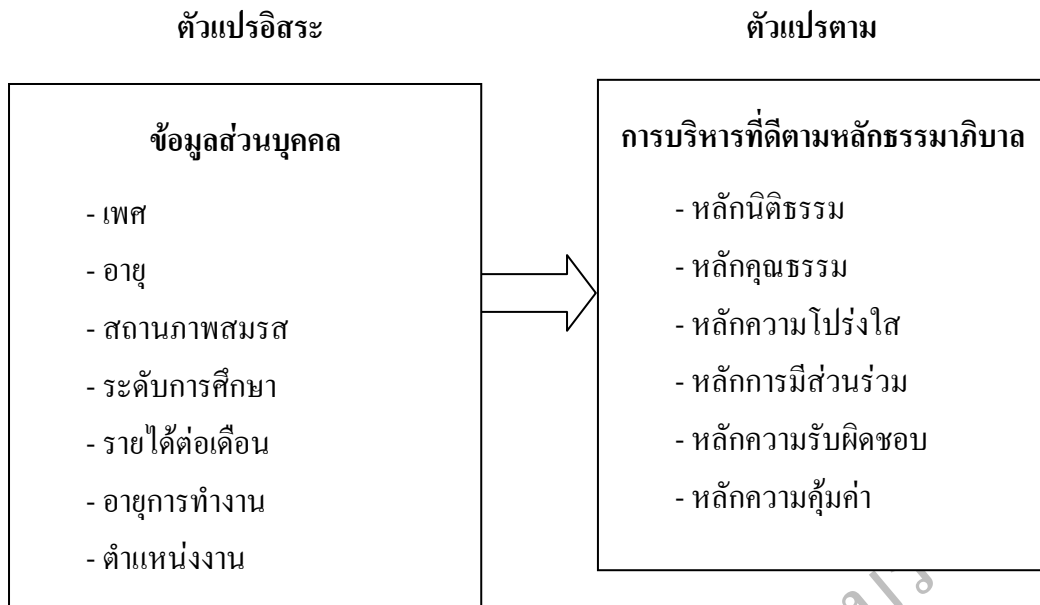 ตัวแปรอิสระ
ตัวแปรตาม
ข้อมูลส่วนบุคคล
- เพศ
- อายุ
- สถานภาพสมรส
- ระดับการศึกษา
- รายได้ต่อเดือน
- อายุการทำงาน
- ตำแหน่งงาน
การบริหารที่ดีตามหลักธรรมาภิบาล
- หลักนิติธรรม
- หลักคุณธรรม
- หลักความโปร่งใส
- หลักการมีส่วนร่วม
- หลักความรับผิดชอบ
- หลักความคุ้มค่า